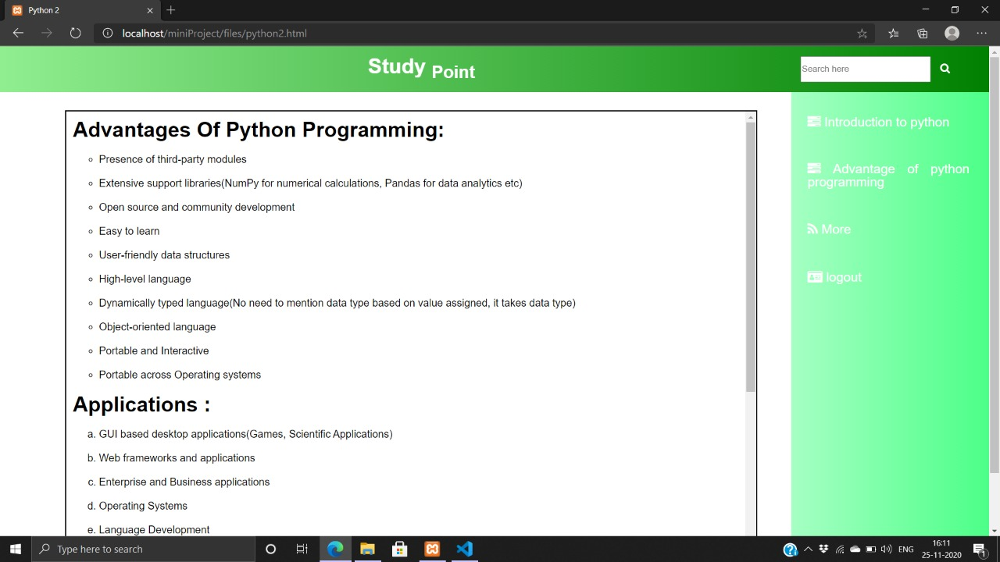 Python 2
localhost/miniProject/files/python2.html
Study Point
Search here
Advantages Of Python Programming:
Presence of third-party modules
Extensive support libraries(NumPy for numerical calculations, Pandas for data analytics etc)
Open source and community development
Easy to learn
User-friendly data structures
High-level language
Dynamically typed language(No need to mention data type based on value assigned, it takes data type)
Object-oriented language
Portable and Interactive
Portable across Operating systems
Applications :
a. GUI based desktop applications(Games, Scientific Applications)
b. Web frameworks and applications
c. Enterprise and Business applications
d. Operating Systems
e. Language Development
Introduction to python
Advantage of python
programming
More
logout
Type here to search
ENG
16:11
25-11-2020
1